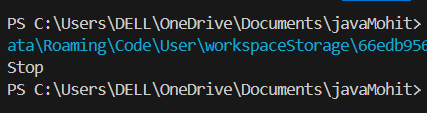 PS C:\Users\DELL\OneDrive\Documents\javaMohit>
ata\Roaming\Code\User\workspaceStorage\66edb956
Stop
PS C:\Users\DELL\OneDrive\Documents\javaMohit>